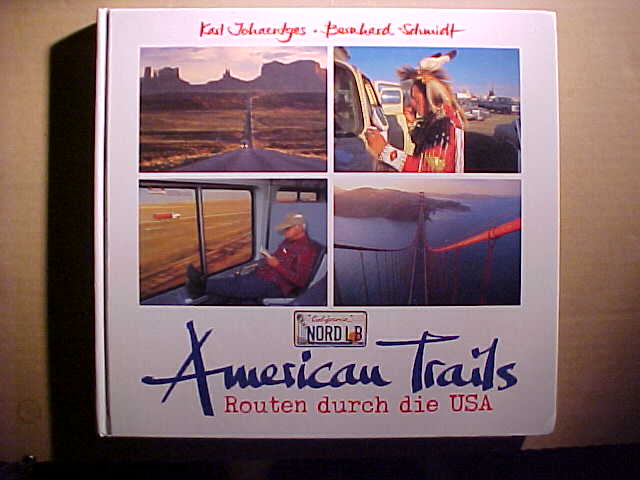 Karl Johaentges • Bernhard Schmidt
California
NORD LB
American Trails
Routen durch die USA